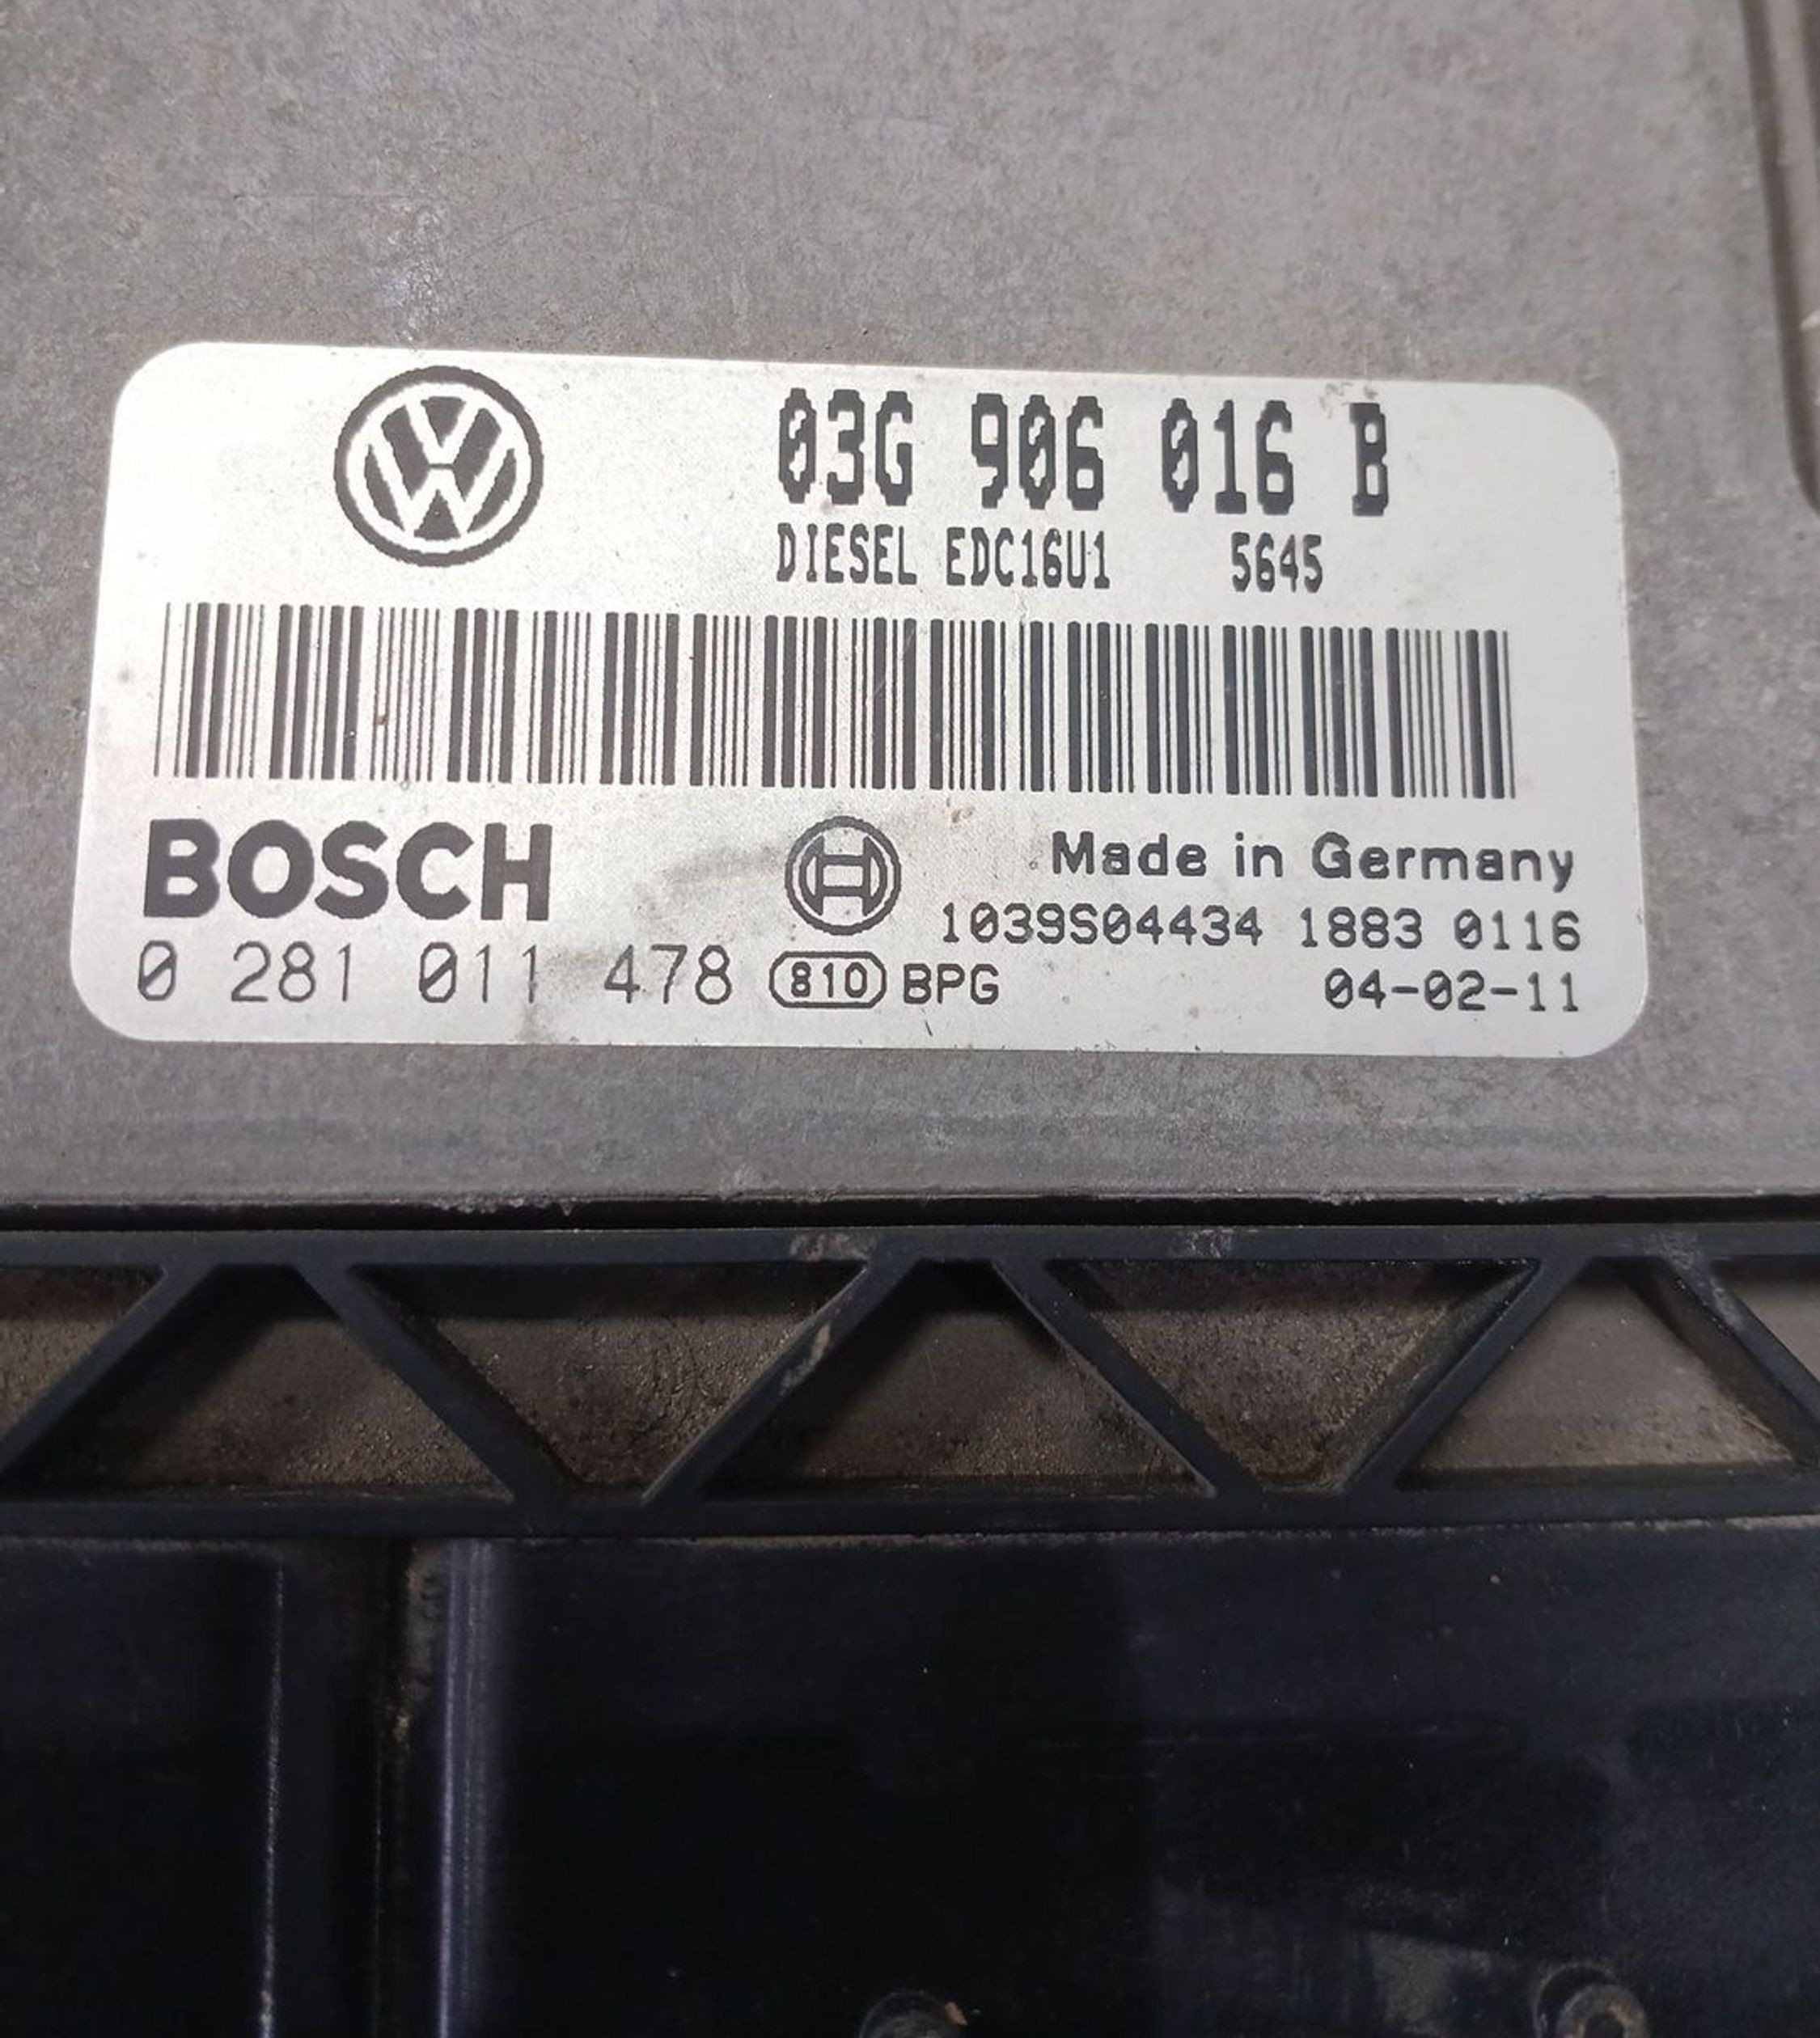 03G 906 016 B
DIESEL EDC16U1 5645
BOSCH
Made in Germany
1039S04434 1883 0116
0 281 011 478 810 BPG 04-02-11